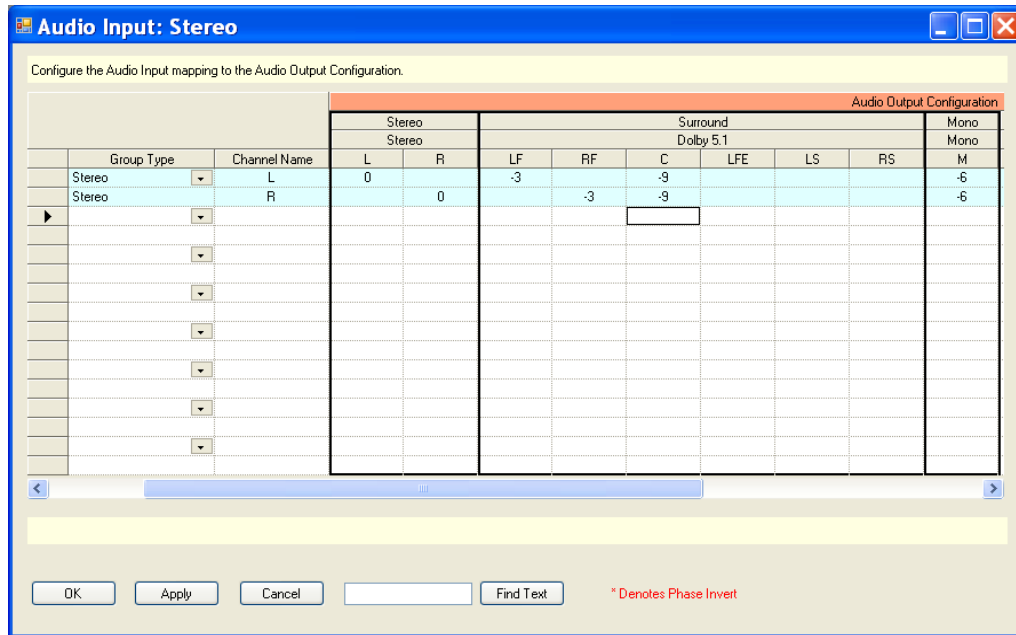 Audio Input: Stereo
Configure the Audio Input mapping to the Audio Output Configuration.
Audio Output Configuration
Stereo Surround Mono
Stereo Dolby 5.1 Mono
Group Type Channel Name L R LF RF C LFE LS RS M
Stereo L 0 -3 -9 -6
Stereo R 0 -3 -9 -6
OK Apply Cancel Find Text * Denotes Phase Invert